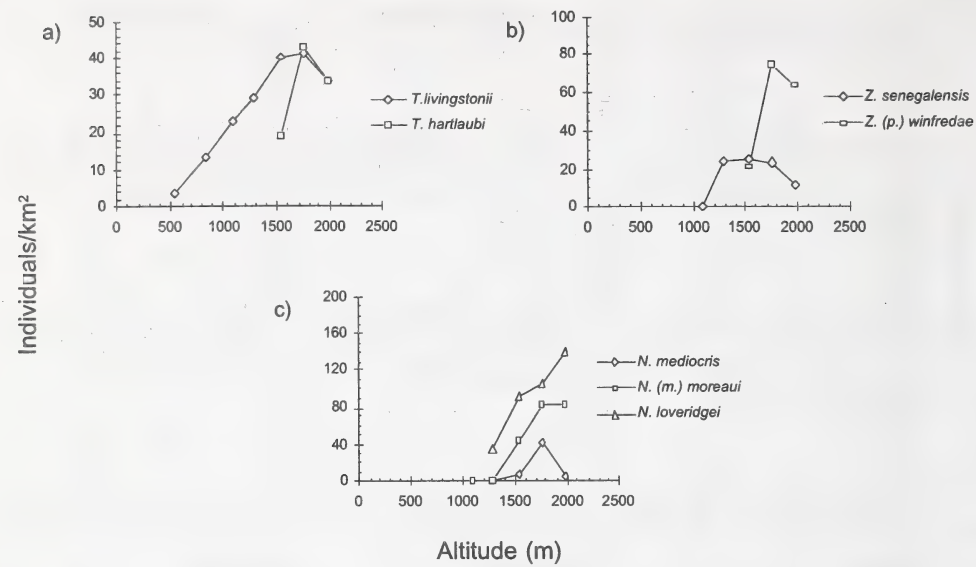 a)
50
40
30
20
10
0
0 500 1000 1500 2000 2500
T.livingstonii
T. hartlaubi
b)
100
80
60
40
20
0
0 500 1000 1500 2000 2500
Z. senegalensis
Z. (p.) winfredae
Individuals/km²
c)
200
160
120
80
40
0
0 500 1000 1500 2000 2500
N. mediocris
N. (m.) moreaui
N. loveridgei
Altitude (m)